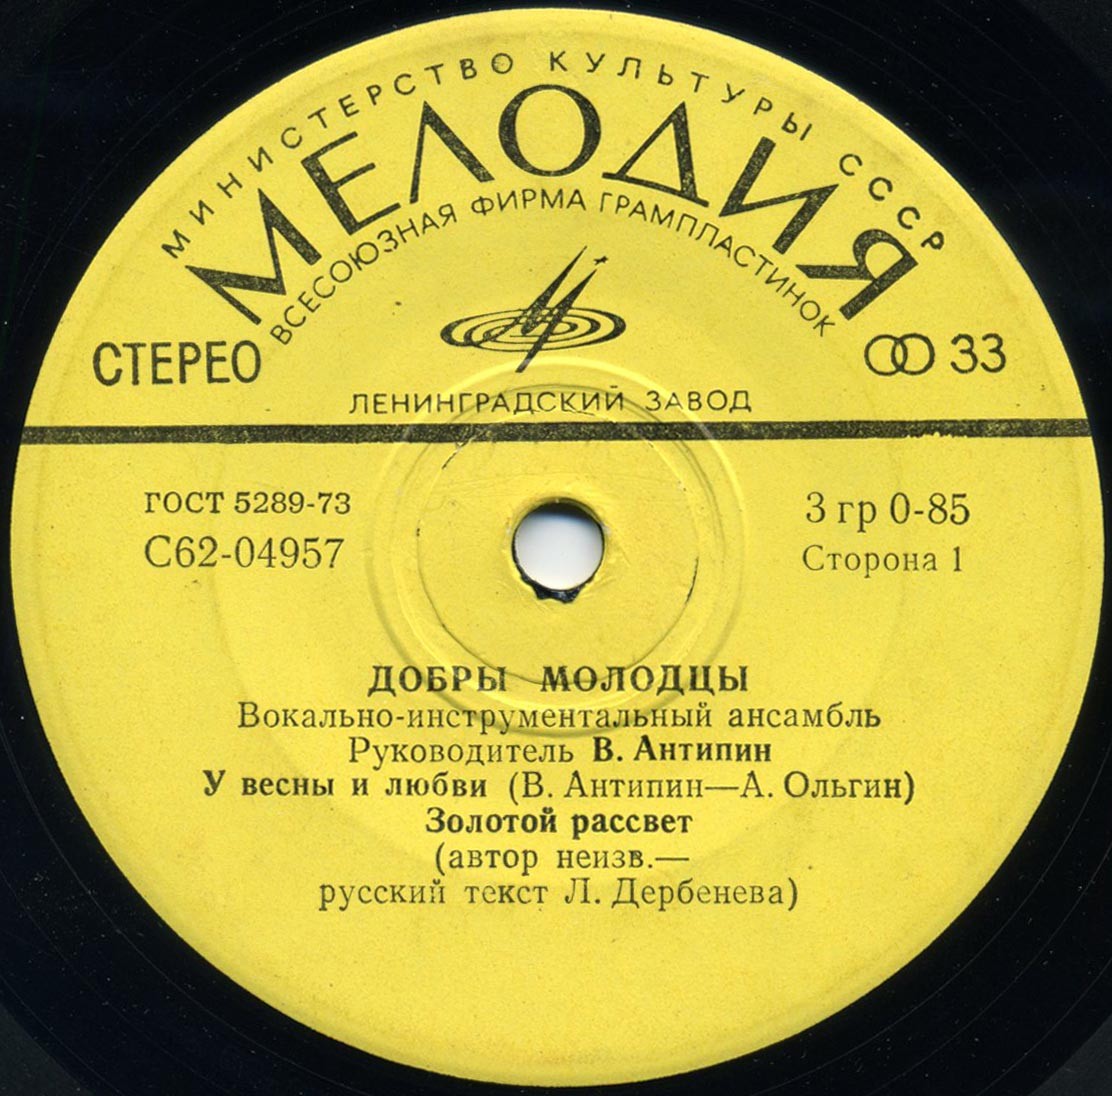 МИНИСТЕРСТВО КУЛЬТУРЫ СССР
МЕЛОДИЯ
ВСЕСОЮЗНАЯ ФИРМА ГРАМПЛАСТИНОК
СТЕРЕО
33
ЛЕНИНГРАДСКИЙ ЗАВОД
ГОСТ 5289-73
3 гр 0-85
С62-04957
Сторона 1
ДОБРЫ МОЛОДЦЫ
Вокально-инструментальный ансамбль
Руководитель В. Антипин
У весны и любви (В. Антипин—А. Ольгин)
Золотой рассвет
(автор неизв.—
русский текст Л. Дербенева)